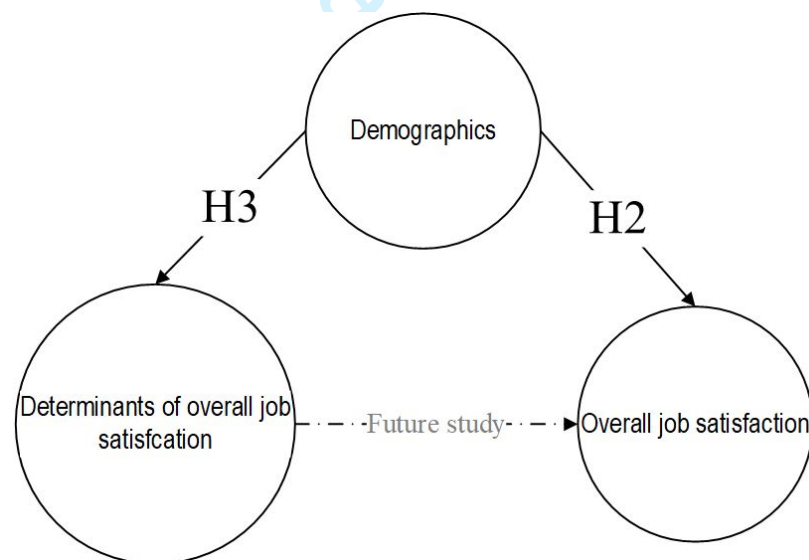 Demographics
H3
H2
Determinants of overall job
satisfcation
Future study
Overall job satisfaction